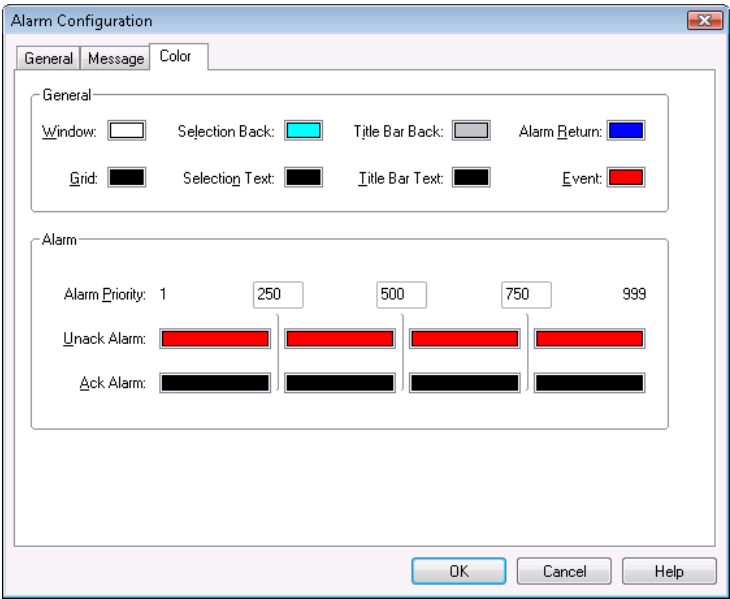 Alarm Configuration
General Message Color
General
Window: Selection Back: Title Bar Back: Alarm Return:
Grid: Selection Text: Title Bar Text: Event:
Alarm
Alarm Priority: 1 250 500 750 999
Unack Alarm:
Ack Alarm:
OK Cancel Help